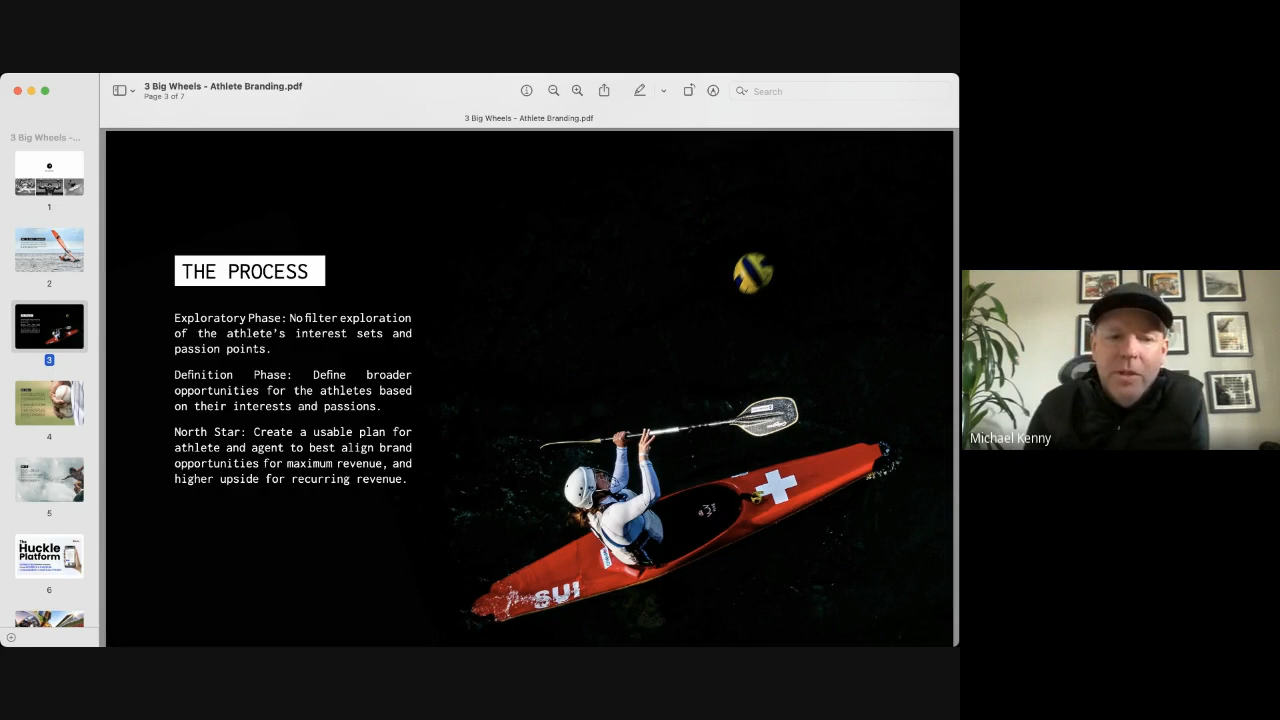 3 Big Wheels - Athlete Branding.pdf
Page 3 of 7
Search
3 Big Wheels - Athlete Branding.pdf
3 Big Wheels -...
1
2
3
4
5
The
Huckle
Platform
6
THE PROCESS
Exploratory Phase: No filter exploration
of the athlete's interest sets and
passion points.
Definition Phase: Define broader
opportunities for the athletes based
on their interests and passions.
North Star: Create a usable plan for
athlete and agent to best align brand
opportunities for maximum revenue, and
higher upside for recurring revenue.
SUI
Michael Kenny